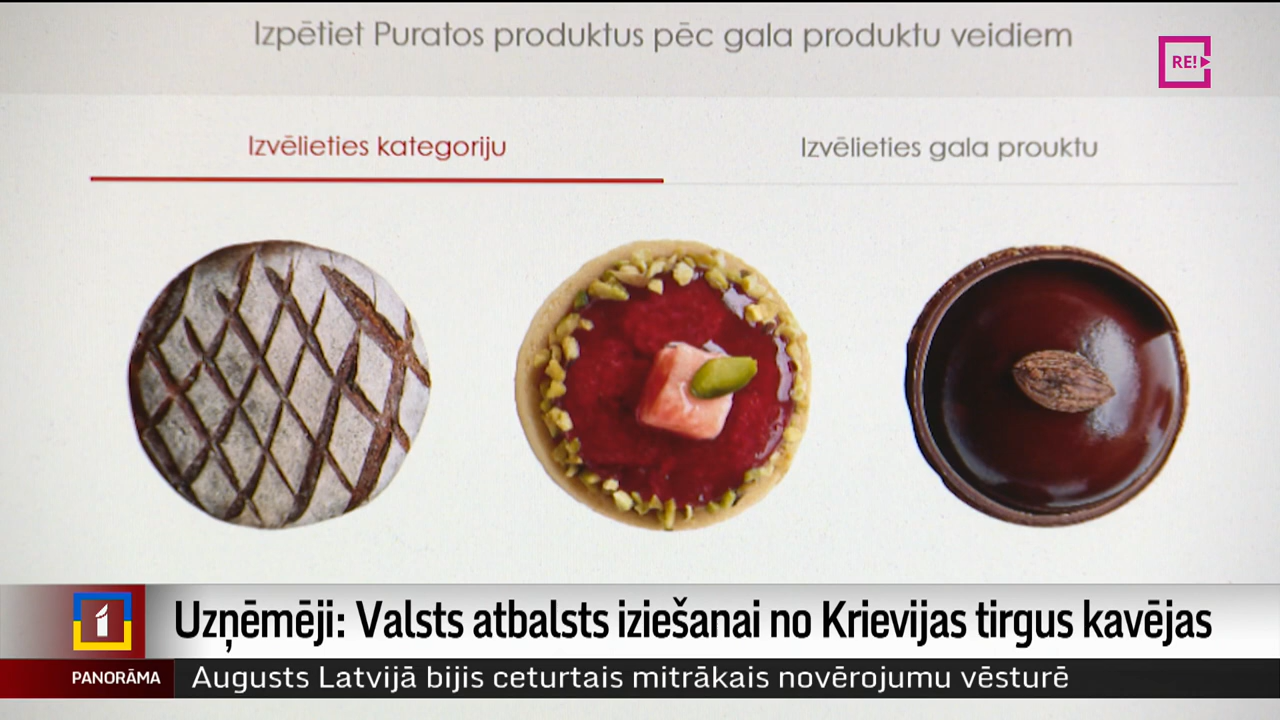 Izpētiet Puratos produktus pēc gala produktu veidiem
RE!
Izvēlieties kategoriju
Izvēlieties gala prouktu
1
Uzņēmēji: Valsts atbalsts iziešanai no Krievijas tirgus kavējas
PANORĀMA
Augusts Latvijā bijis ceturtais mitrākais novērojumu vēsturē